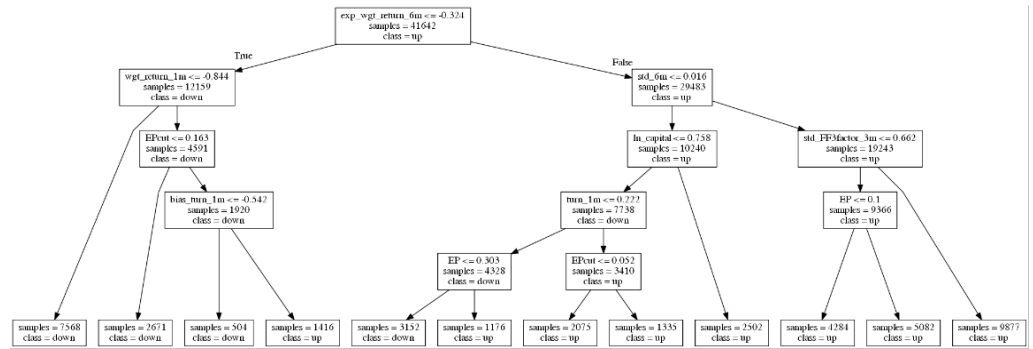 exp_wgt_return_6m <= -0.324
samples = 41642
class = up
True
False
wgt_return_1m <= -0.844
samples = 12159
class = down
std_6m <= 0.016
samples = 29483
class = up
EPcut <= 0.163
samples = 4591
class = down
ln_capital <= 0.758
samples = 10240
class = up
std_FF3factor_3m <= 0.662
samples = 19243
class = up
bias_turn_1m <= -0.542
samples = 1920
class = down
turn_1m <= 0.222
samples = 7738
class = down
EP <= 0.1
samples = 9366
class = up
EP <= 0.303
samples = 4328
class = down
EPcut <= 0.052
samples = 3410
class = up
samples = 7568
class = down
samples = 2671
class = down
samples = 504
class = down
samples = 1416
class = up
samples = 3152
class = down
samples = 1176
class = up
samples = 2075
class = up
samples = 1335
class = up
samples = 2502
class = up
samples = 4284
class = up
samples = 5082
class = up
samples = 9877
class = up